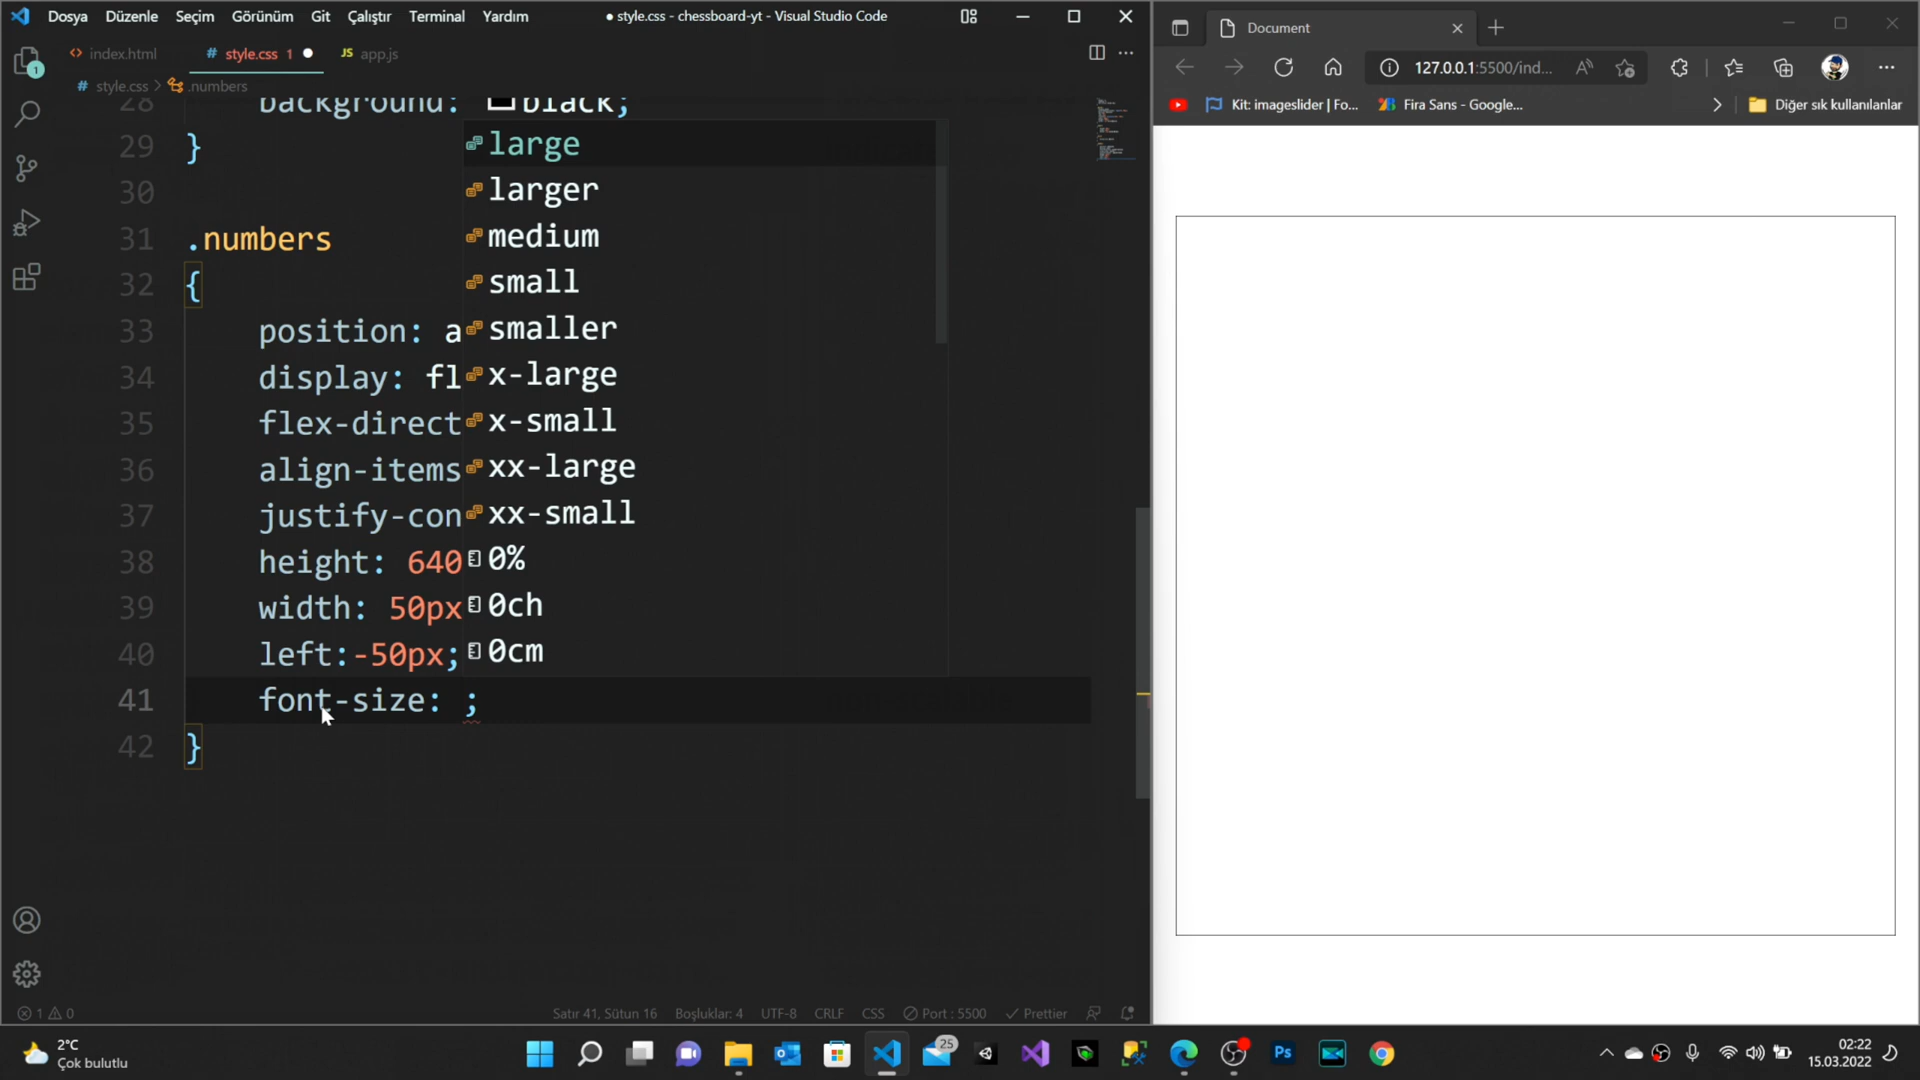 Dosya Düzenle Seçim Görünüm Git Çalıştır Terminal Yardım
● style.css - chessboard-yt - Visual Studio Code
index.html
# style.css 1 ●
JS app.js
# style.css > .numbers
28 background: black;
29 }
30
31 .numbers
32 {
33 position: a
34 display: fl
35 flex-direct
36 align-items
37 justify-con
38 height: 640
39 width: 50px
40 left:-50px;
41 font-size: ;
42 }
large
larger
medium
small
smaller
x-large
x-small
xx-large
xx-small
0%
0ch
0cm
1
1 0
Satır 41, Sütun 16 Boşluklar: 4 UTF-8 CRLF CSS Port : 5500 Prettier
Document
127.0.0.1:5500/ind...
Kit: imageslider | Fo... Fira Sans - Google... Diğer sık kullanılanlar
2°C
Çok bulutlu
25
Ps
02:22
15.03.2022